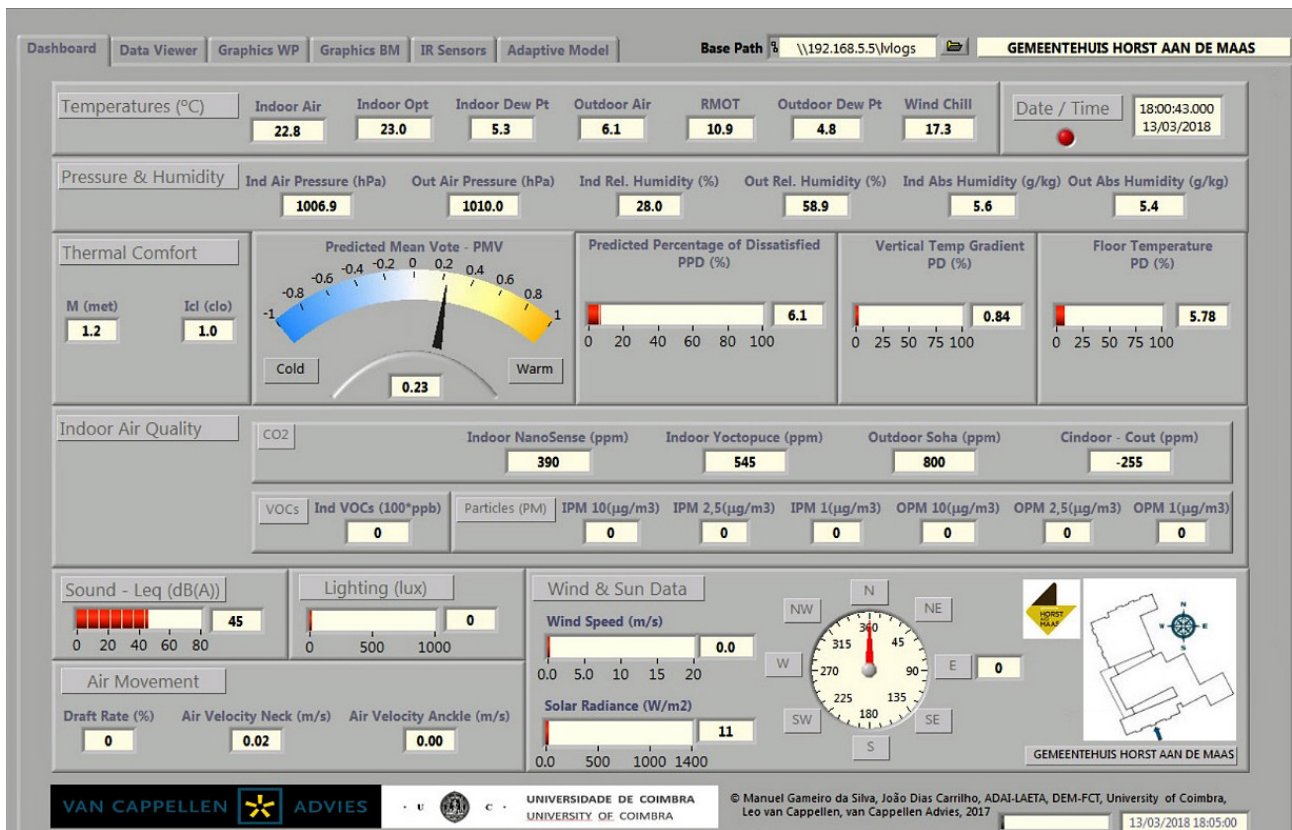 Dashboard Data Viewer Graphics WP Graphics BM IR Sensors Adaptive Model Base Path \\192.168.5.5\lvlogs GEMEENTEHUIS HORST AAN DE MAAS
Temperatures (ºC) Indoor Air Indoor Opt Indoor Dew Pt Outdoor Air RMOT Outdoor Dew Pt Wind Chill
22.8 23.0 5.3 6.1 10.9 4.8 17.3
Date / Time 18:00:43.000
13/03/2018
Pressure & Humidity Ind Air Pressure (hPa) Out Air Pressure (hPa) Ind Rel. Humidity (%) Out Rel. Humidity (%) Ind Abs Humidity (g/kg) Out Abs Humidity (g/kg)
1006.9 1010.0 28.0 58.9 5.6 5.4
Thermal Comfort
M (met) Icl (clo)
1.2 1.0
Predicted Mean Vote - PMV
-1 -0.8 -0.6 -0.4 -0.2 0 0.2 0.4 0.6 0.8 1
Cold Warm
0.23
Predicted Percentage of Dissatisfied
PPD (%)
6.1
0 20 40 60 80 100
Vertical Temp Gradient
PD (%)
0.84
0 25 50 75 100
Floor Temperature
PD (%)
5.78
0 25 50 75 100
Indoor Air Quality
CO2 Indoor NanoSense (ppm) Indoor Yoctopuce (ppm) Outdoor Soha (ppm) Cindoor - Cout (ppm)
390 545 800 -255
VOCs Ind VOCs (100*ppb)
0
Particles (PM) IPM 10(µg/m3) IPM 2,5(µg/m3) IPM 1(µg/m3) OPM 10(µg/m3) OPM 2,5(µg/m3) OPM 1(µg/m3)
0 0 0 0 0 0
Sound - Leq (dB(A))
45
0 20 40 60 80
Lighting (lux)
0
0 500 1000
Air Movement
Draft Rate (%) Air Velocity Neck (m/s) Air Velocity Anckle (m/s)
0 0.02 0.00
Wind & Sun Data
Wind Speed (m/s)
0.0
0.0 5.0 10 15 20
Solar Radiance (W/m2)
11
0.0 500 1000 1400
N
NW NE
360
315 45
W 270 90 E 0
225 135
180
SW SE
S
HORST
AAN DE
MAAS
N
W E
S
GEMEENTEHUIS HORST AAN DE MAAS
VAN CAPPELLEN ADVIES
· U C ·
UNIVERSIDADE DE COIMBRA
UNIVERSITY OF COIMBRA
© Manuel Gameiro da Silva, João Dias Carrilho, ADAI-LAETA, DEM-FCT, University of Coimbra,
Leo van Cappellen, van Cappellen Advies, 2017
13/03/2018 18:05:00